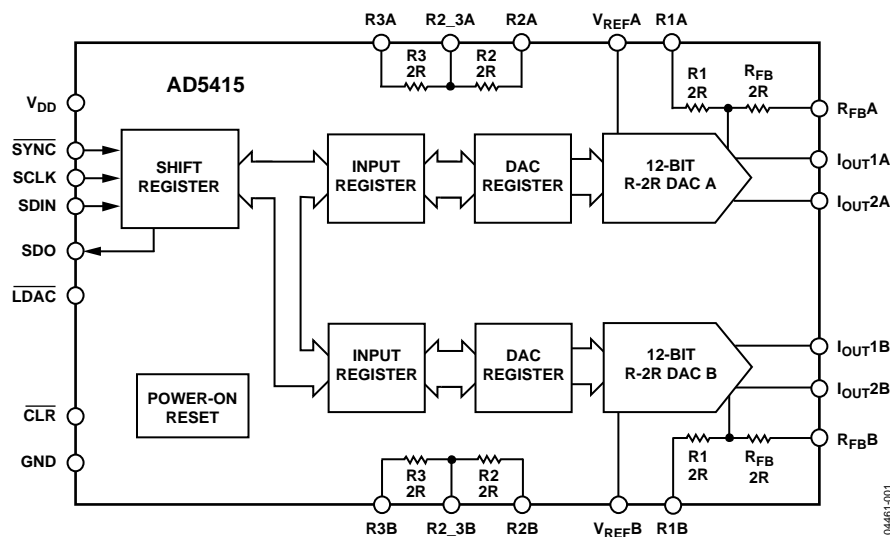 R3A R2_3A R2A VREFA R1A
R3 2R R2 2R
R1 2R RFB 2R
AD5415
VDD
RFBA
SYNC
SCLK
SDIN
SDO
LDAC
CLR
GND
SHIFT REGISTER
INPUT REGISTER
DAC REGISTER
12-BIT R-2R DAC A
IOUT1A
IOUT2A
INPUT REGISTER
DAC REGISTER
12-BIT R-2R DAC B
IOUT1B
IOUT2B
POWER-ON RESET
RFBB
R3 2R R2 2R
R1 2R RFB 2R
R3B R2_3B R2B VREFB R1B
04461-001